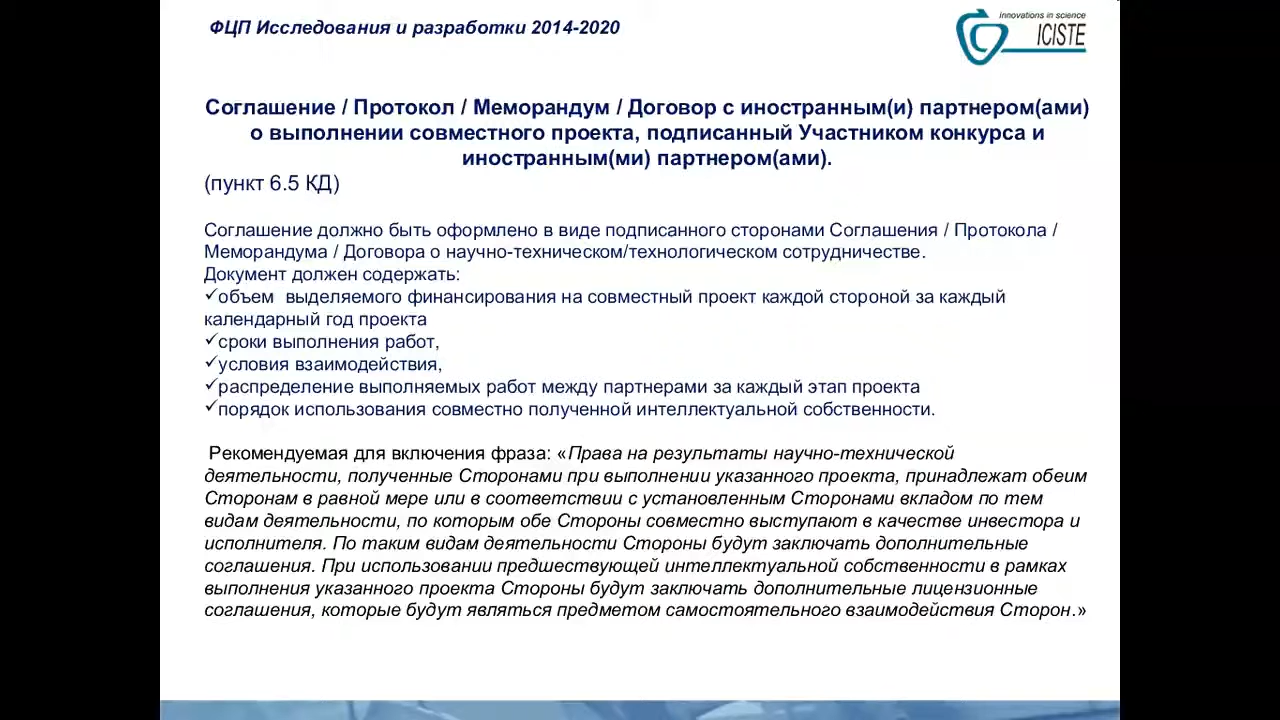 ФЦП Исследования и разработки 2014-2020
Innovations in science
ICISTE
Соглашение / Протокол / Меморандум / Договор с иностранным(и) партнером(ами)
о выполнении совместного проекта, подписанный Участником конкурса и
иностранным(ми) партнером(ами).
(пункт 6.5 КД)
Соглашение должно быть оформлено в виде подписанного сторонами Соглашения / Протокола /
Меморандума / Договора о научно-техническом/технологическом сотрудничестве.
Документ должен содержать:
✓объем  выделяемого финансирования на совместный проект каждой стороной за каждый
календарный год проекта
✓сроки выполнения работ,
✓условия взаимодействия,
✓распределение выполняемых работ между партнерами за каждый этап проекта
✓порядок использования совместно полученной интеллектуальной собственности.
Рекомендуемая для включения фраза: «Права на результаты научно-технической
деятельности, полученные Сторонами при выполнении указанного проекта, принадлежат обеим
Сторонам в равной мере или в соответствии с установленным Сторонами вкладом по тем
видам деятельности, по которым обе Стороны совместно выступают в качестве инвестора и
исполнителя. По таким видам деятельности Стороны будут заключать дополнительные
соглашения. При использовании предшествующей интеллектуальной собственности в рамках
выполнения указанного проекта Стороны будут заключать дополнительные лицензионные
соглашения, которые будут являться предметом самостоятельного взаимодействия Сторон.»